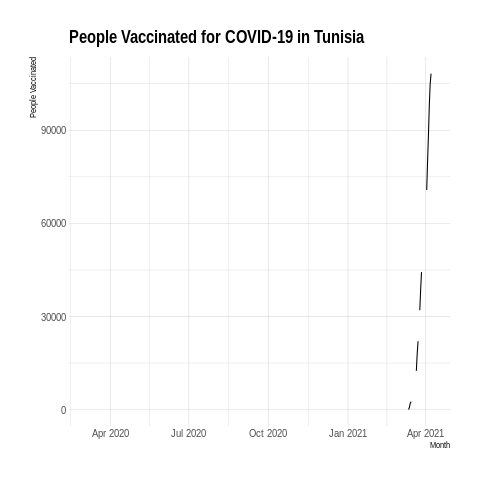 People Vaccinated for COVID-19 in Tunisia
People Vaccinated
90000
60000
30000
0
Apr 2020 Jul 2020 Oct 2020 Jan 2021 Apr 2021
Month